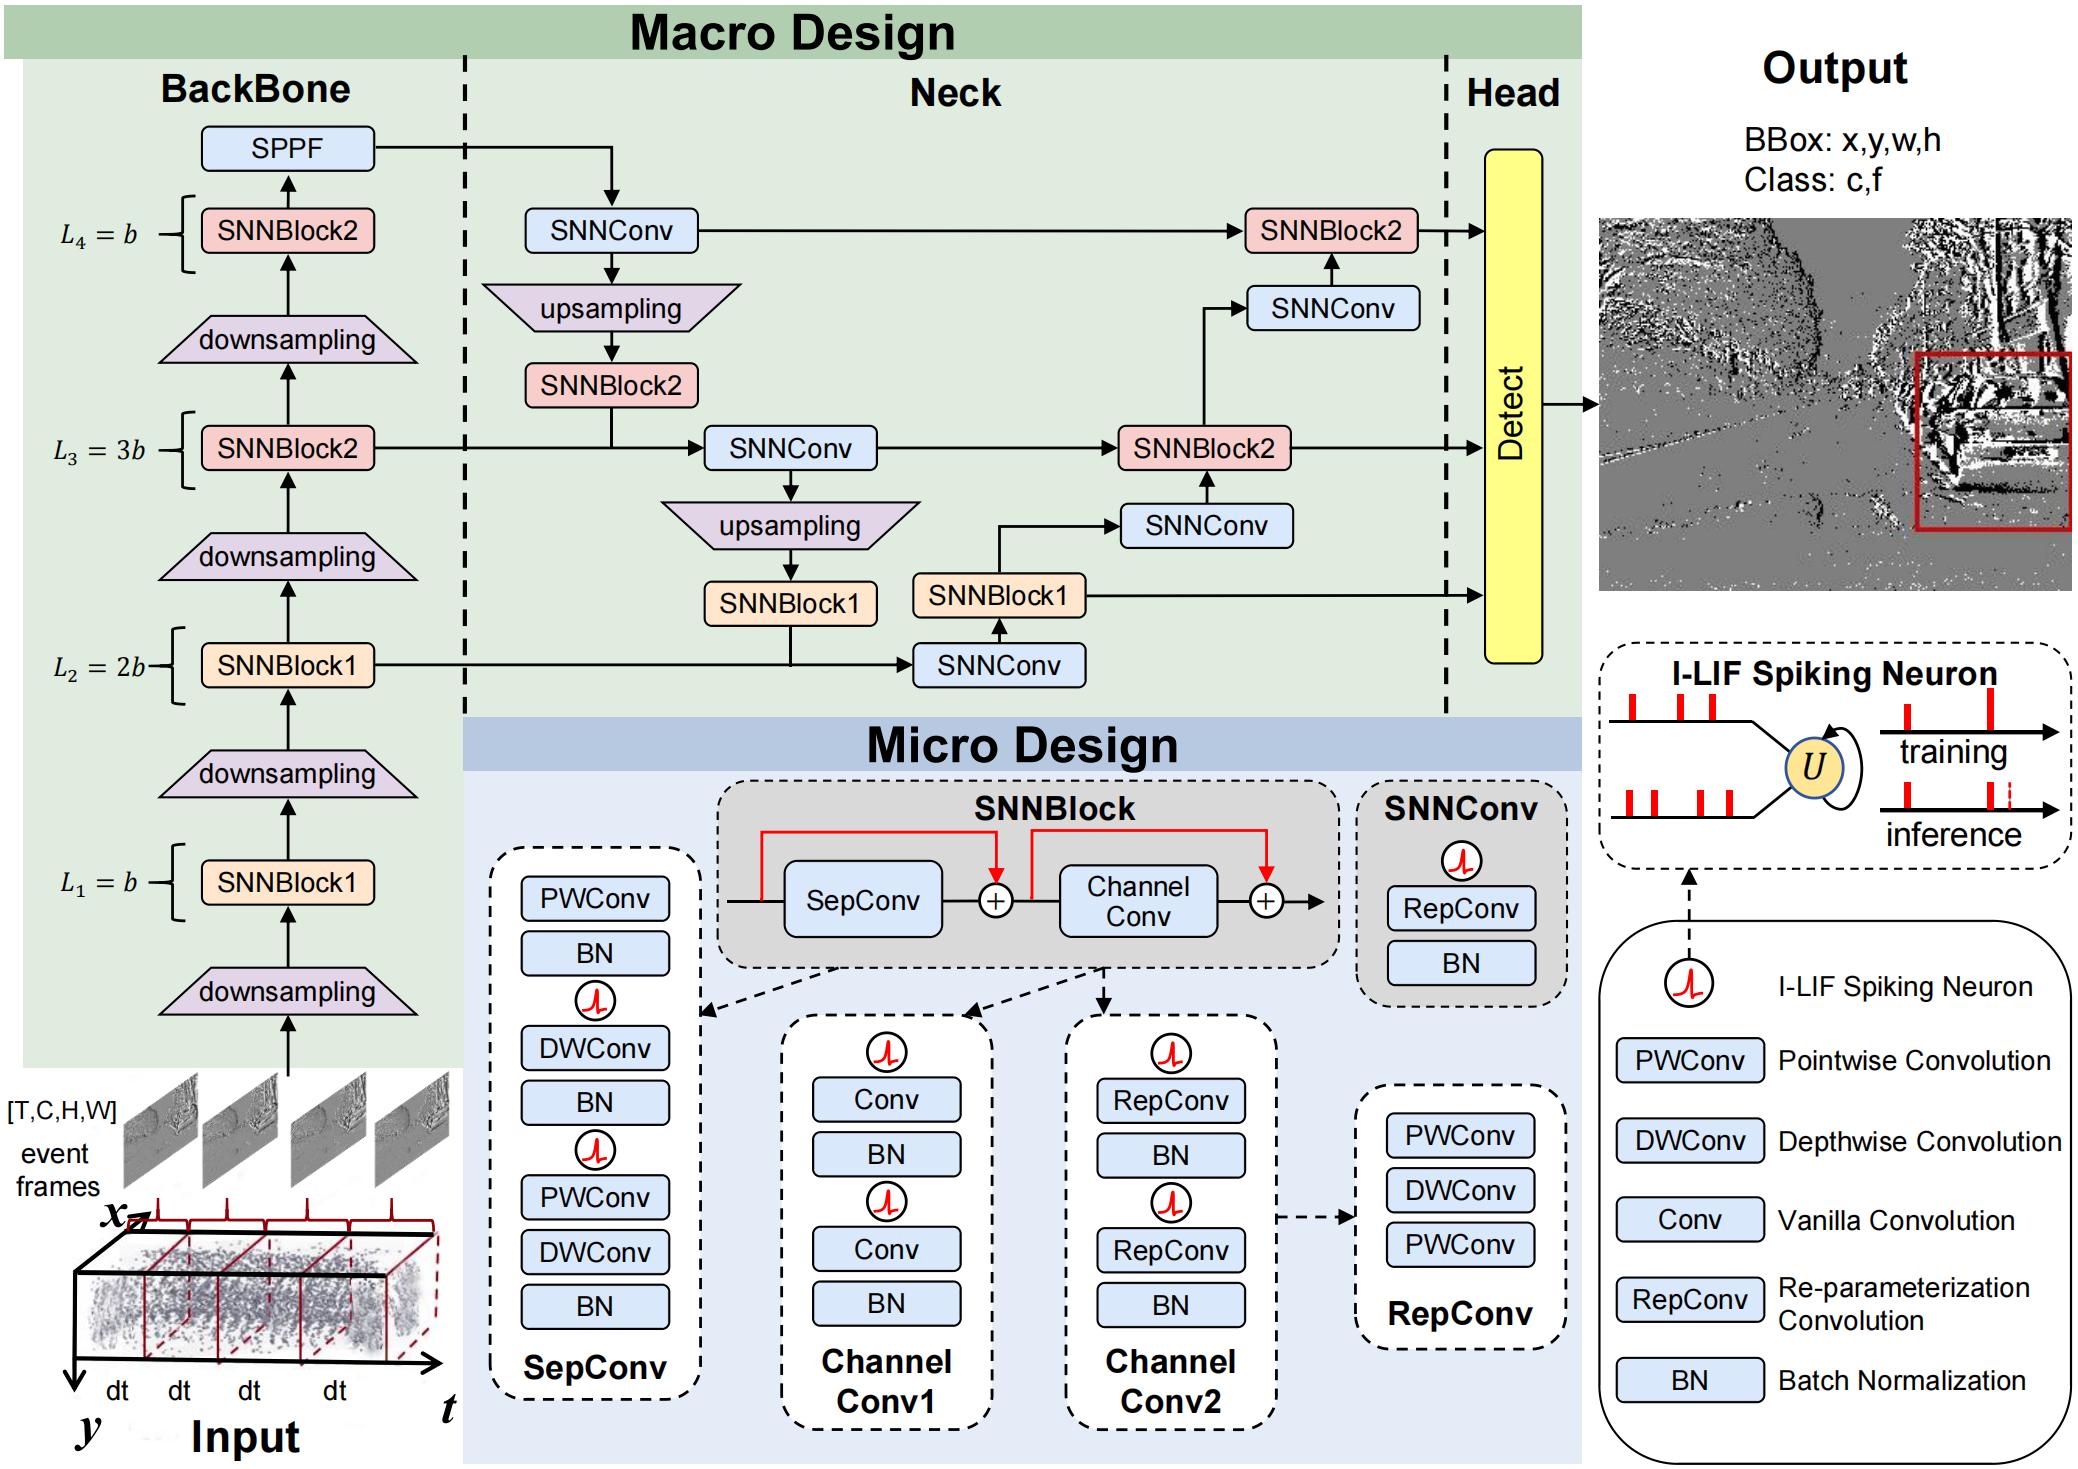 Macro Design
BackBone
Neck
Head
SPPF
L₄ = b
SNNBlock2
downsampling
L₃ = 3b
SNNBlock2
downsampling
L₂ = 2b
SNNBlock1
downsampling
L₁ = b
SNNBlock1
downsampling
SNNConv
upsampling
SNNBlock2
SNNConv
upsampling
SNNBlock1
SNNConv
SNNBlock1
SNNConv
SNNBlock2
SNNConv
SNNBlock2
Detect
Output
BBox: x,y,w,h
Class: c,f
[T,C,H,W]
event
frames
x
dt
dt
dt
dt
t
y
Input
Micro Design
SNNBlock
SepConv
+
Channel
Conv
+
SNNConv
RepConv
BN
PWConv
BN
DWConv
BN
PWConv
DWConv
BN
SepConv
Conv
BN
Conv
BN
Channel
Conv1
RepConv
BN
RepConv
BN
Channel
Conv2
PWConv
DWConv
PWConv
RepConv
I-LIF Spiking Neuron
U
training
inference
I-LIF Spiking Neuron
PWConv Pointwise Convolution
DWConv Depthwise Convolution
Conv Vanilla Convolution
RepConv Re-parameterization
Convolution
BN Batch Normalization